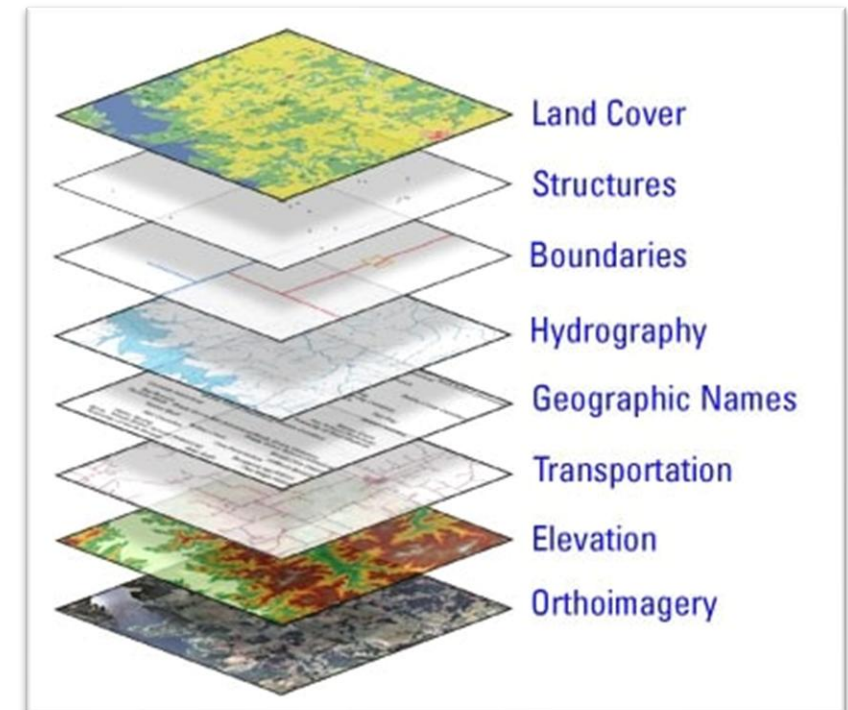 Land Cover
Structures
Boundaries
Hydrography
Geographic Names
Transportation
Elevation
Orthoimagery